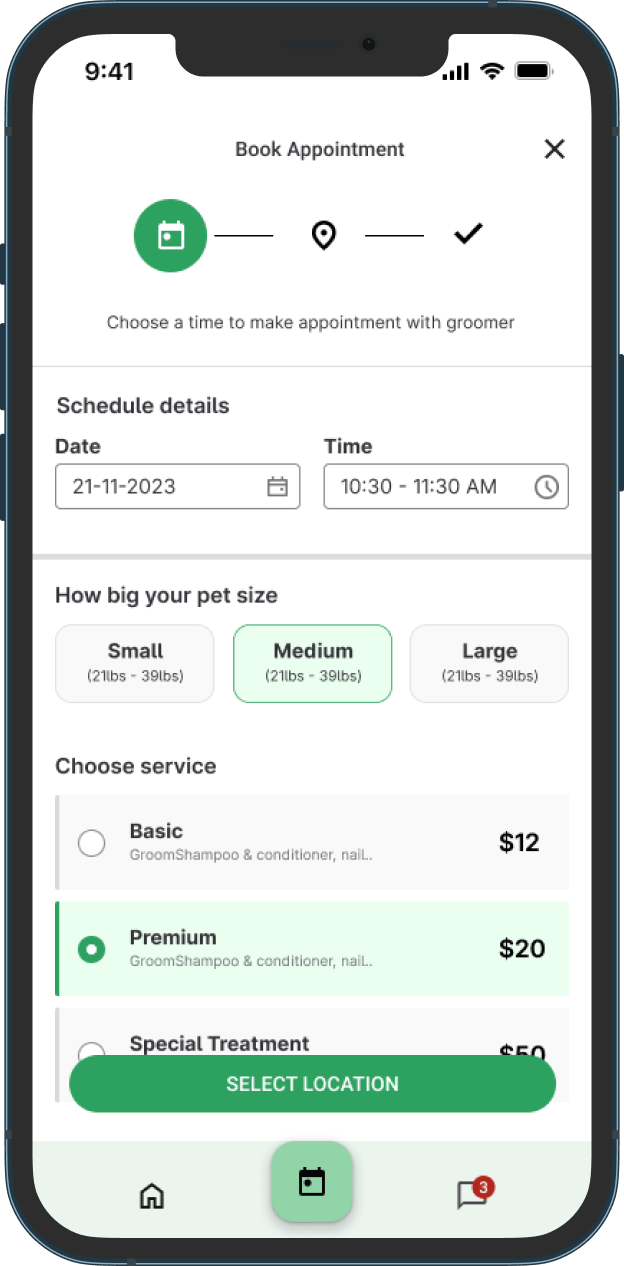 9:41
Book Appointment
Choose a time to make appointment with groomer
Schedule details
Date
Time
21-11-2023
10:30 - 11:30 AM
How big your pet size
Small
(21lbs - 39lbs)
Medium
(21lbs - 39lbs)
Large
(21lbs - 39lbs)
Choose service
Basic
GroomShampoo & conditioner, nail..
$12
Premium
GroomShampoo & conditioner, nail..
$20
Special Treatment
$50
SELECT LOCATION
3